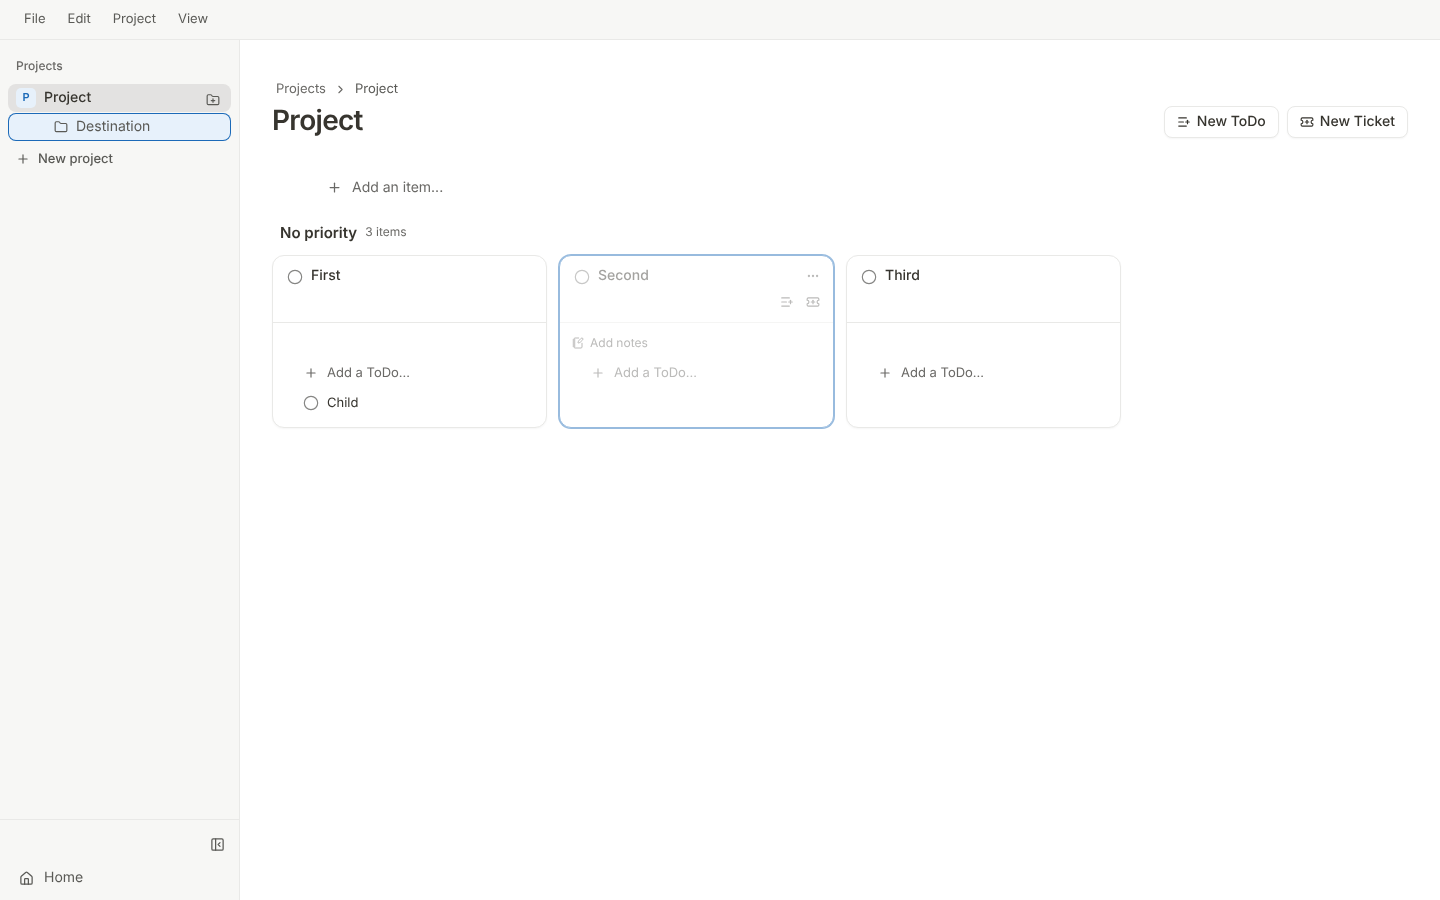 File Edit Project View
Projects
P Project
Destination
New project
Home
Projects > Project
Project
New ToDo
New Ticket
Add an item...
No priority 3 items
First
Add a ToDo...
Child
Second
Add notes
Add a ToDo...
Third
Add a ToDo...